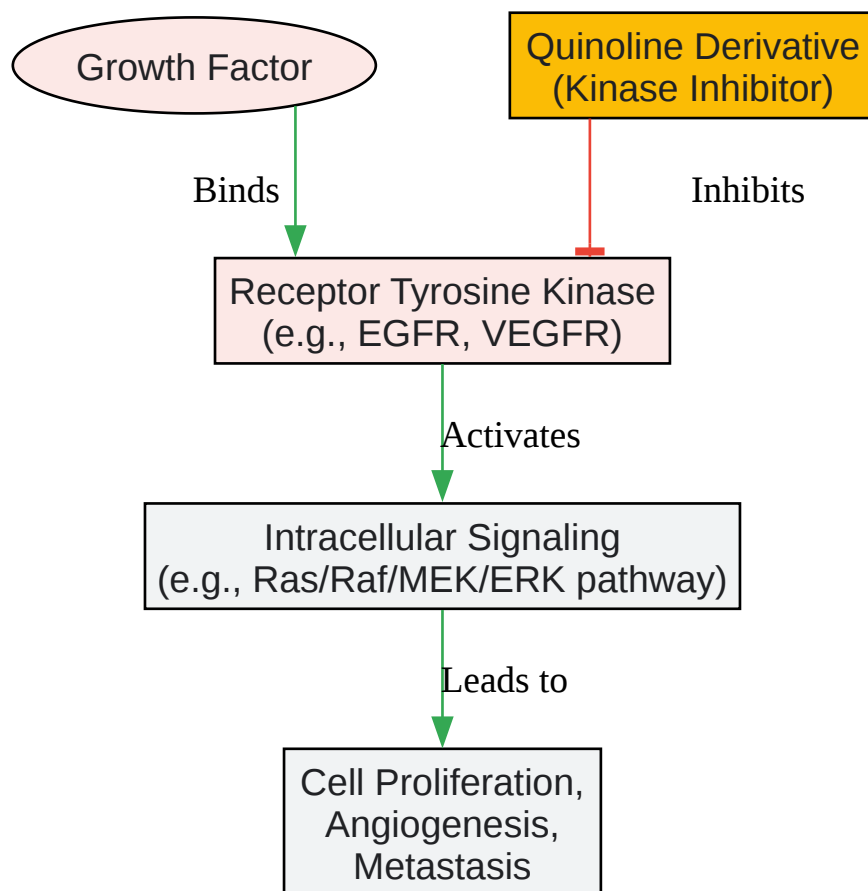 Growth Factor
Quinoline Derivative
(Kinase Inhibitor)
Binds
Inhibits
Receptor Tyrosine Kinase
(e.g., EGFR, VEGFR)
Activates
Intracellular Signaling
(e.g., Ras/Raf/MEK/ERK pathway)
Leads to
Cell Proliferation,
Angiogenesis,
Metastasis